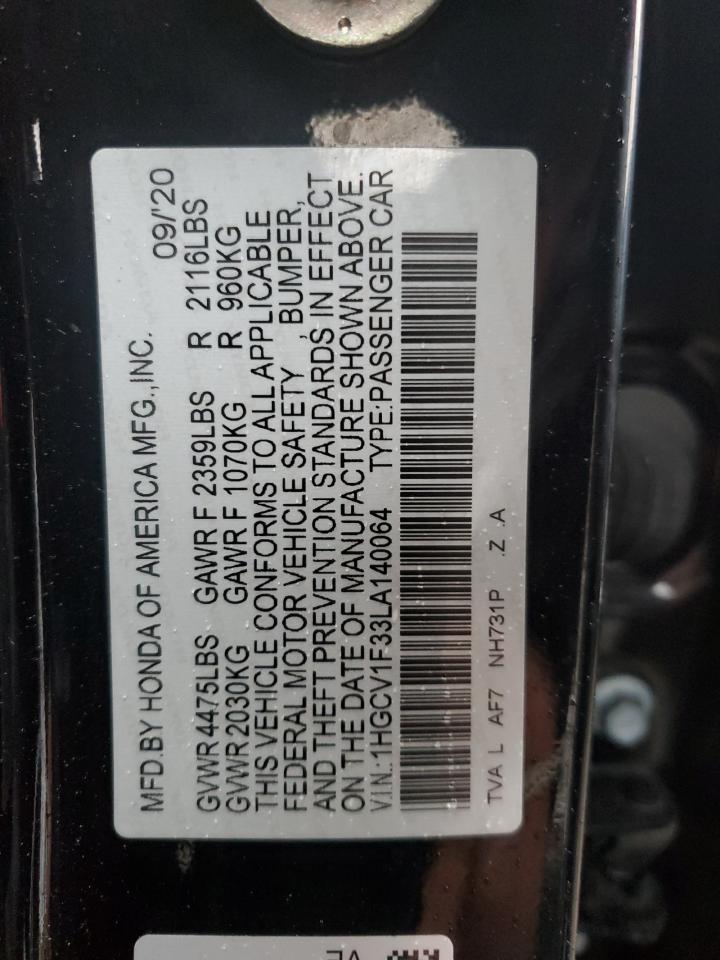 MFD.BY HONDA OF AMERICA MFG.,INC. 09/'20
GVWR 4475LBS GAWR F 2359LBS R 2116LBS
GVWR 2030KG GAWR F 1070KG R 960KG
THIS VEHICLE CONFORMS TO ALL APPLICABLE
FEDERAL MOTOR VEHICLE SAFETY , BUMPER,
AND THEFT PREVENTION STANDARDS IN EFFECT
ON THE DATE OF MANUFACTURE SHOWN ABOVE.
V.I.N.:1HGCV1F33LA140064 TYPE:PASSENGER CAR
TVA L AF7 NH731P .Z .A